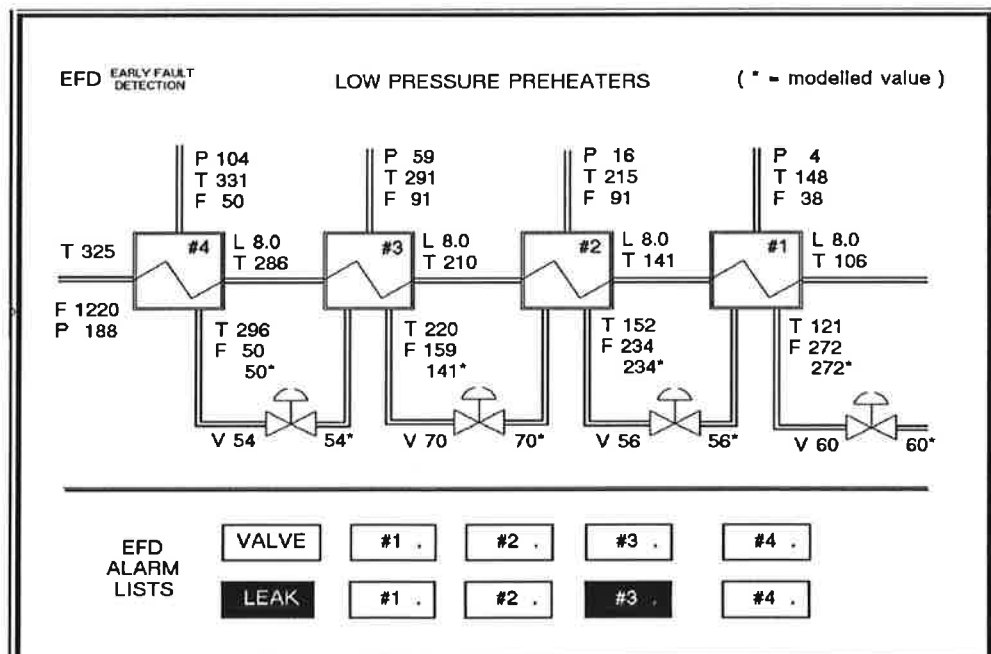 EFD EARLY FAULT DETECTION
LOW PRESSURE PREHEATERS
( * = modelled value )
P 104
T 331
F 50
P 59
T 291
F 91
P 16
T 215
F 91
P 4
T 148
F 38
T 325
#4
L 8.0
T 286
#3
L 8.0
T 210
#2
L 8.0
T 141
#1
L 8.0
T 106
F 1220
P 188
T 296
F 50
50*
T 220
F 159
141*
T 152
F 234
234*
T 121
F 272
272*
V 54 54*
V 70 70*
V 56 56*
V 60 60*
EFD
ALARM
LISTS
VALVE #1 . #2 . #3 . #4 .
LEAK #1 . #2 . #3 . #4 .